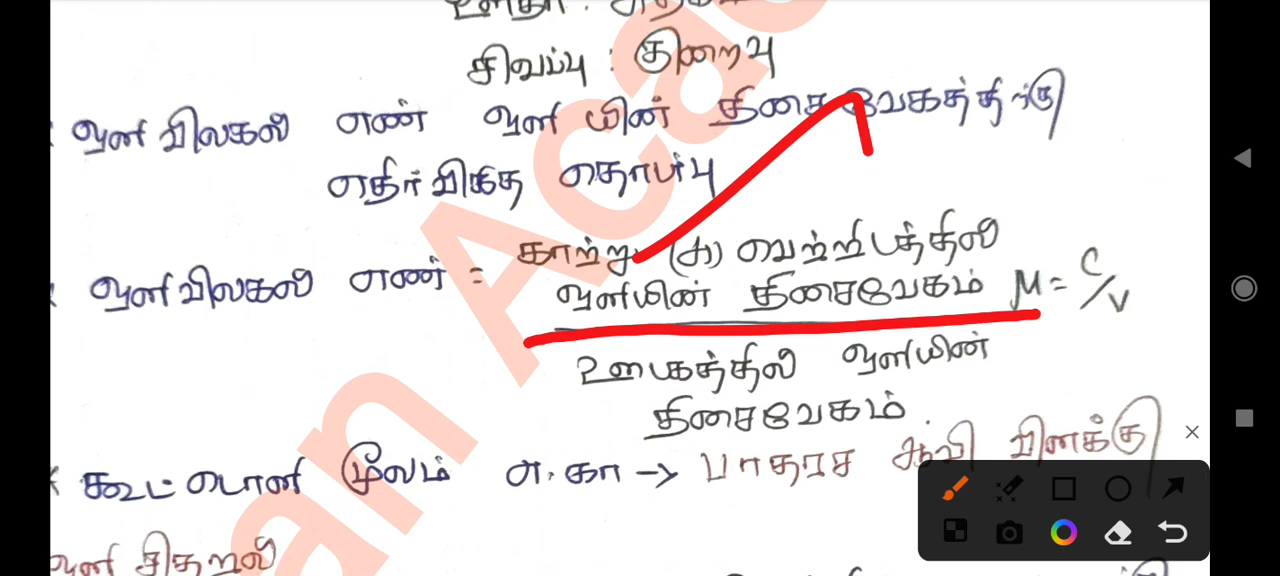 சிவப்பு : குறைவு
ஒளிவிலகல் எண் ஒளியின் திசைவேகத்திற்கு
எதிர் விகித தொடர்பு
ஒளிவிலகல் எண் = காற்று (அ) வெற்றிடத்தில்
ஒளியின் திசைவேகம் μ = C/V
ஊடகத்தில் ஒளியின்
திசைவேகம்
* கூட்டொளி மூலம் எ.கா → பாதரச ஆவி விளக்கு
ஒளி சிதறல்